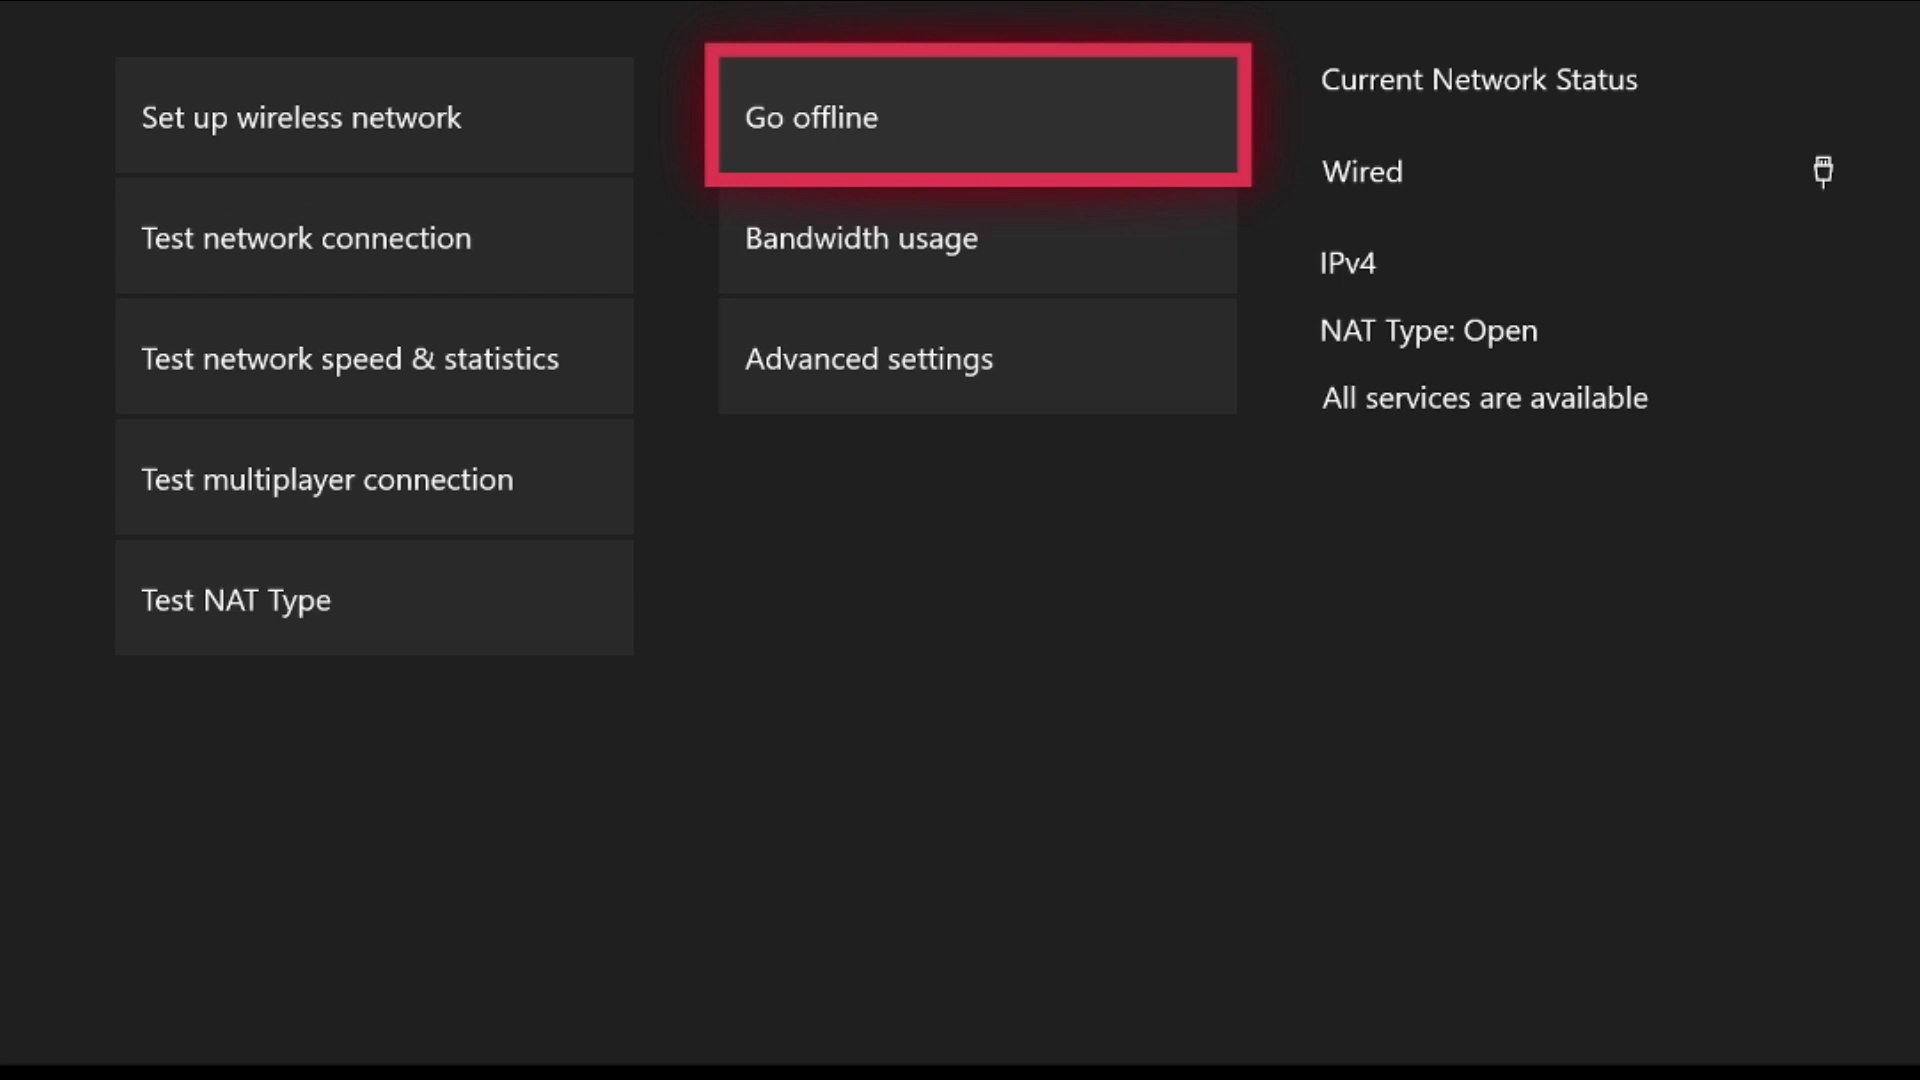 Set up wireless network
Test network connection
Test network speed & statistics
Test multiplayer connection
Test NAT Type
Go offline
Bandwidth usage
Advanced settings
Current Network Status
Wired
IPv4
NAT Type: Open
All services are available